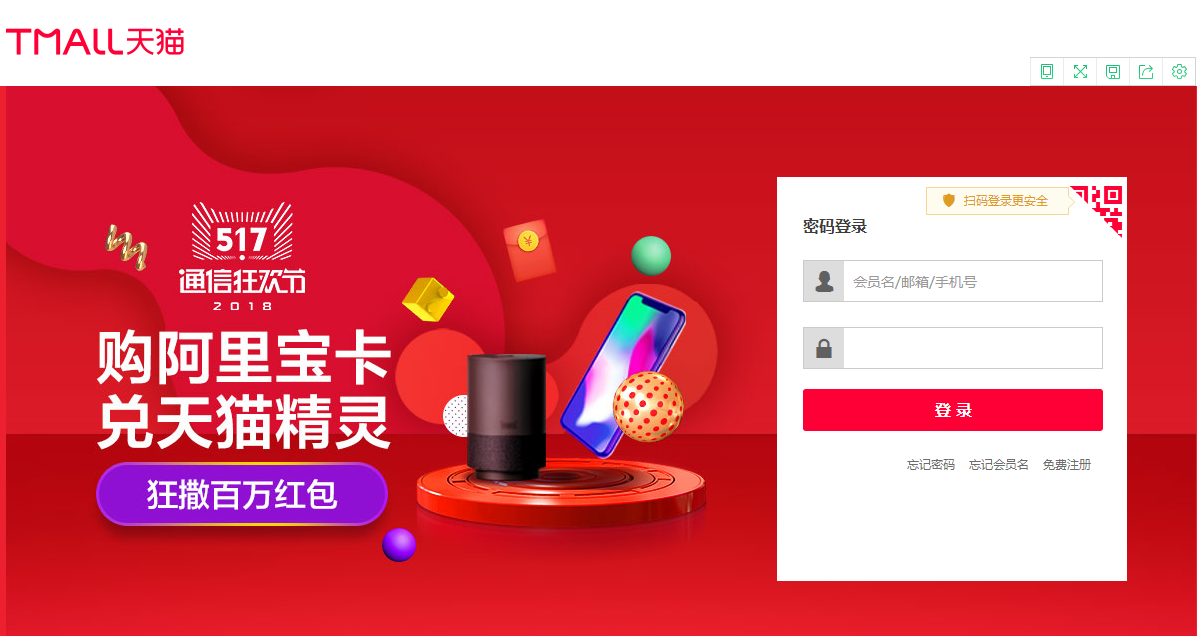 TMALL天猫
517
通信狂欢节
2018
购阿里宝卡
兑天猫精灵
狂撒百万红包
扫码登录更安全
密码登录
会员名/邮箱/手机号
登 录
忘记密码 忘记会员名 免费注册